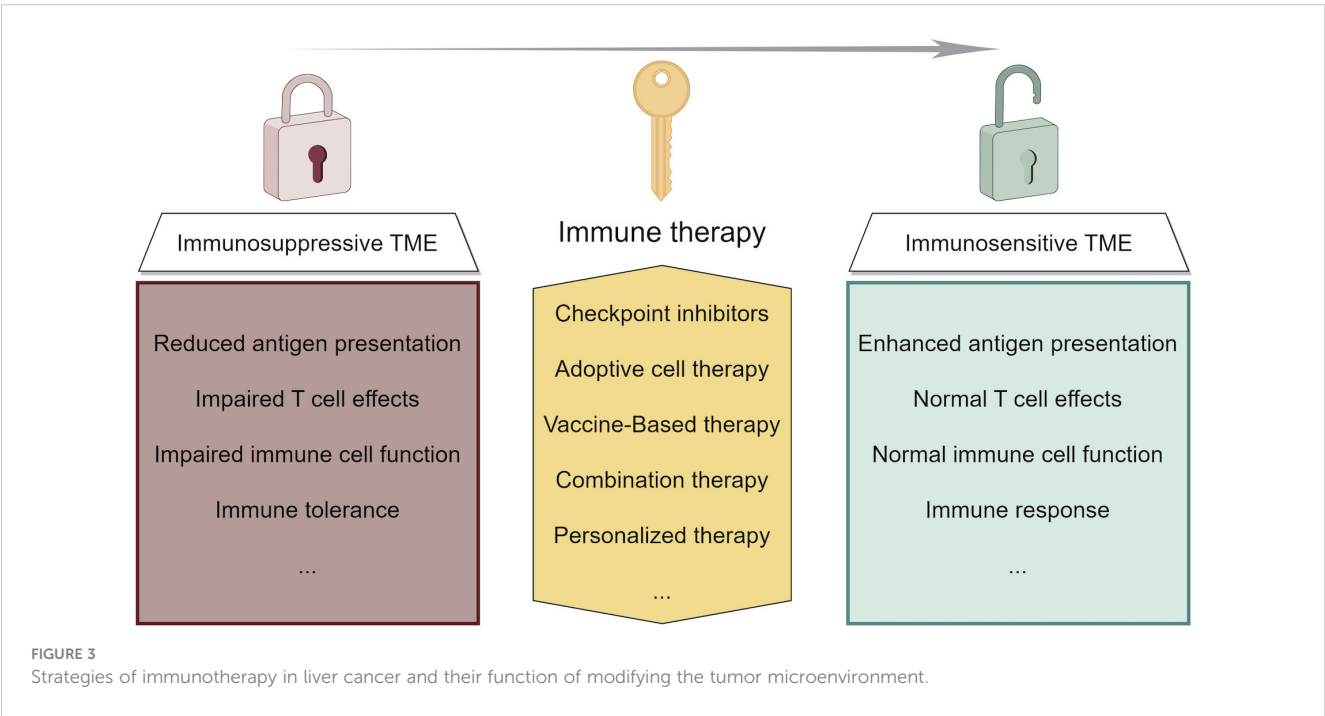 Immunosuppressive TME
Reduced antigen presentation
Impaired T cell effects
Impaired immune cell function
Immune tolerance
...
Immune therapy
Checkpoint inhibitors
Adoptive cell therapy
Vaccine-Based therapy
Combination therapy
Personalized therapy
...
Immunosensitive TME
Enhanced antigen presentation
Normal T cell effects
Normal immune cell function
Immune response
...
FIGURE 3
Strategies of immunotherapy in liver cancer and their function of modifying the tumor microenvironment.